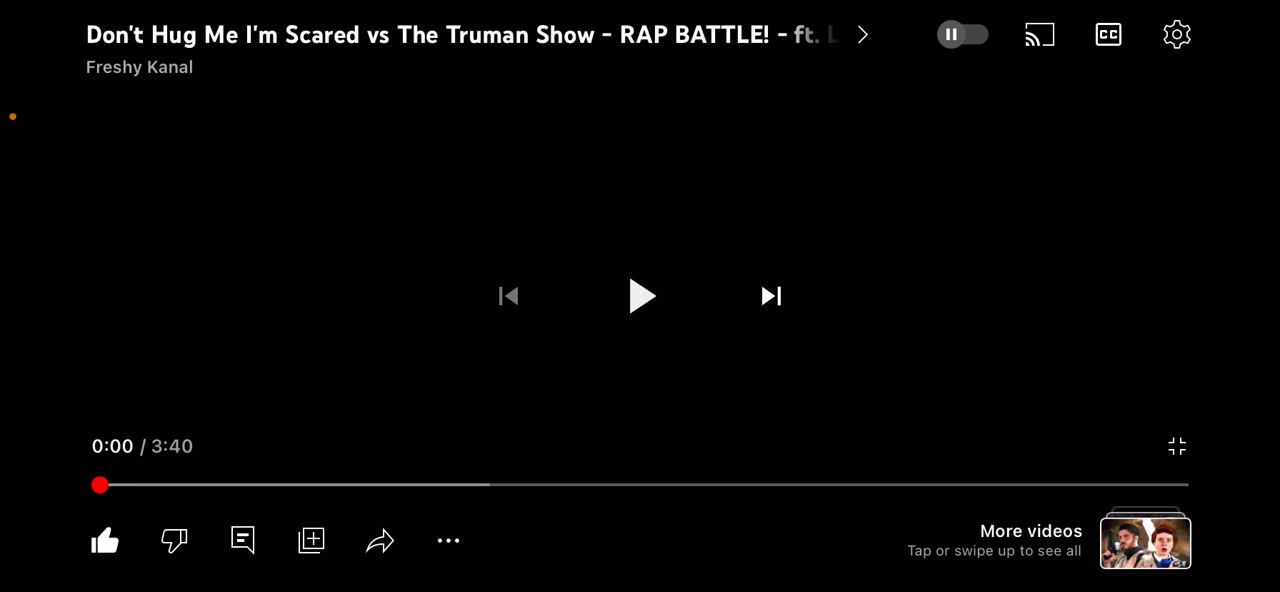 Don't Hug Me I'm Scared vs The Truman Show - RAP BATTLE! - ft. L
Freshy Kanal
CC
0:00 / 3:40
More videos
Tap or swipe up to see all